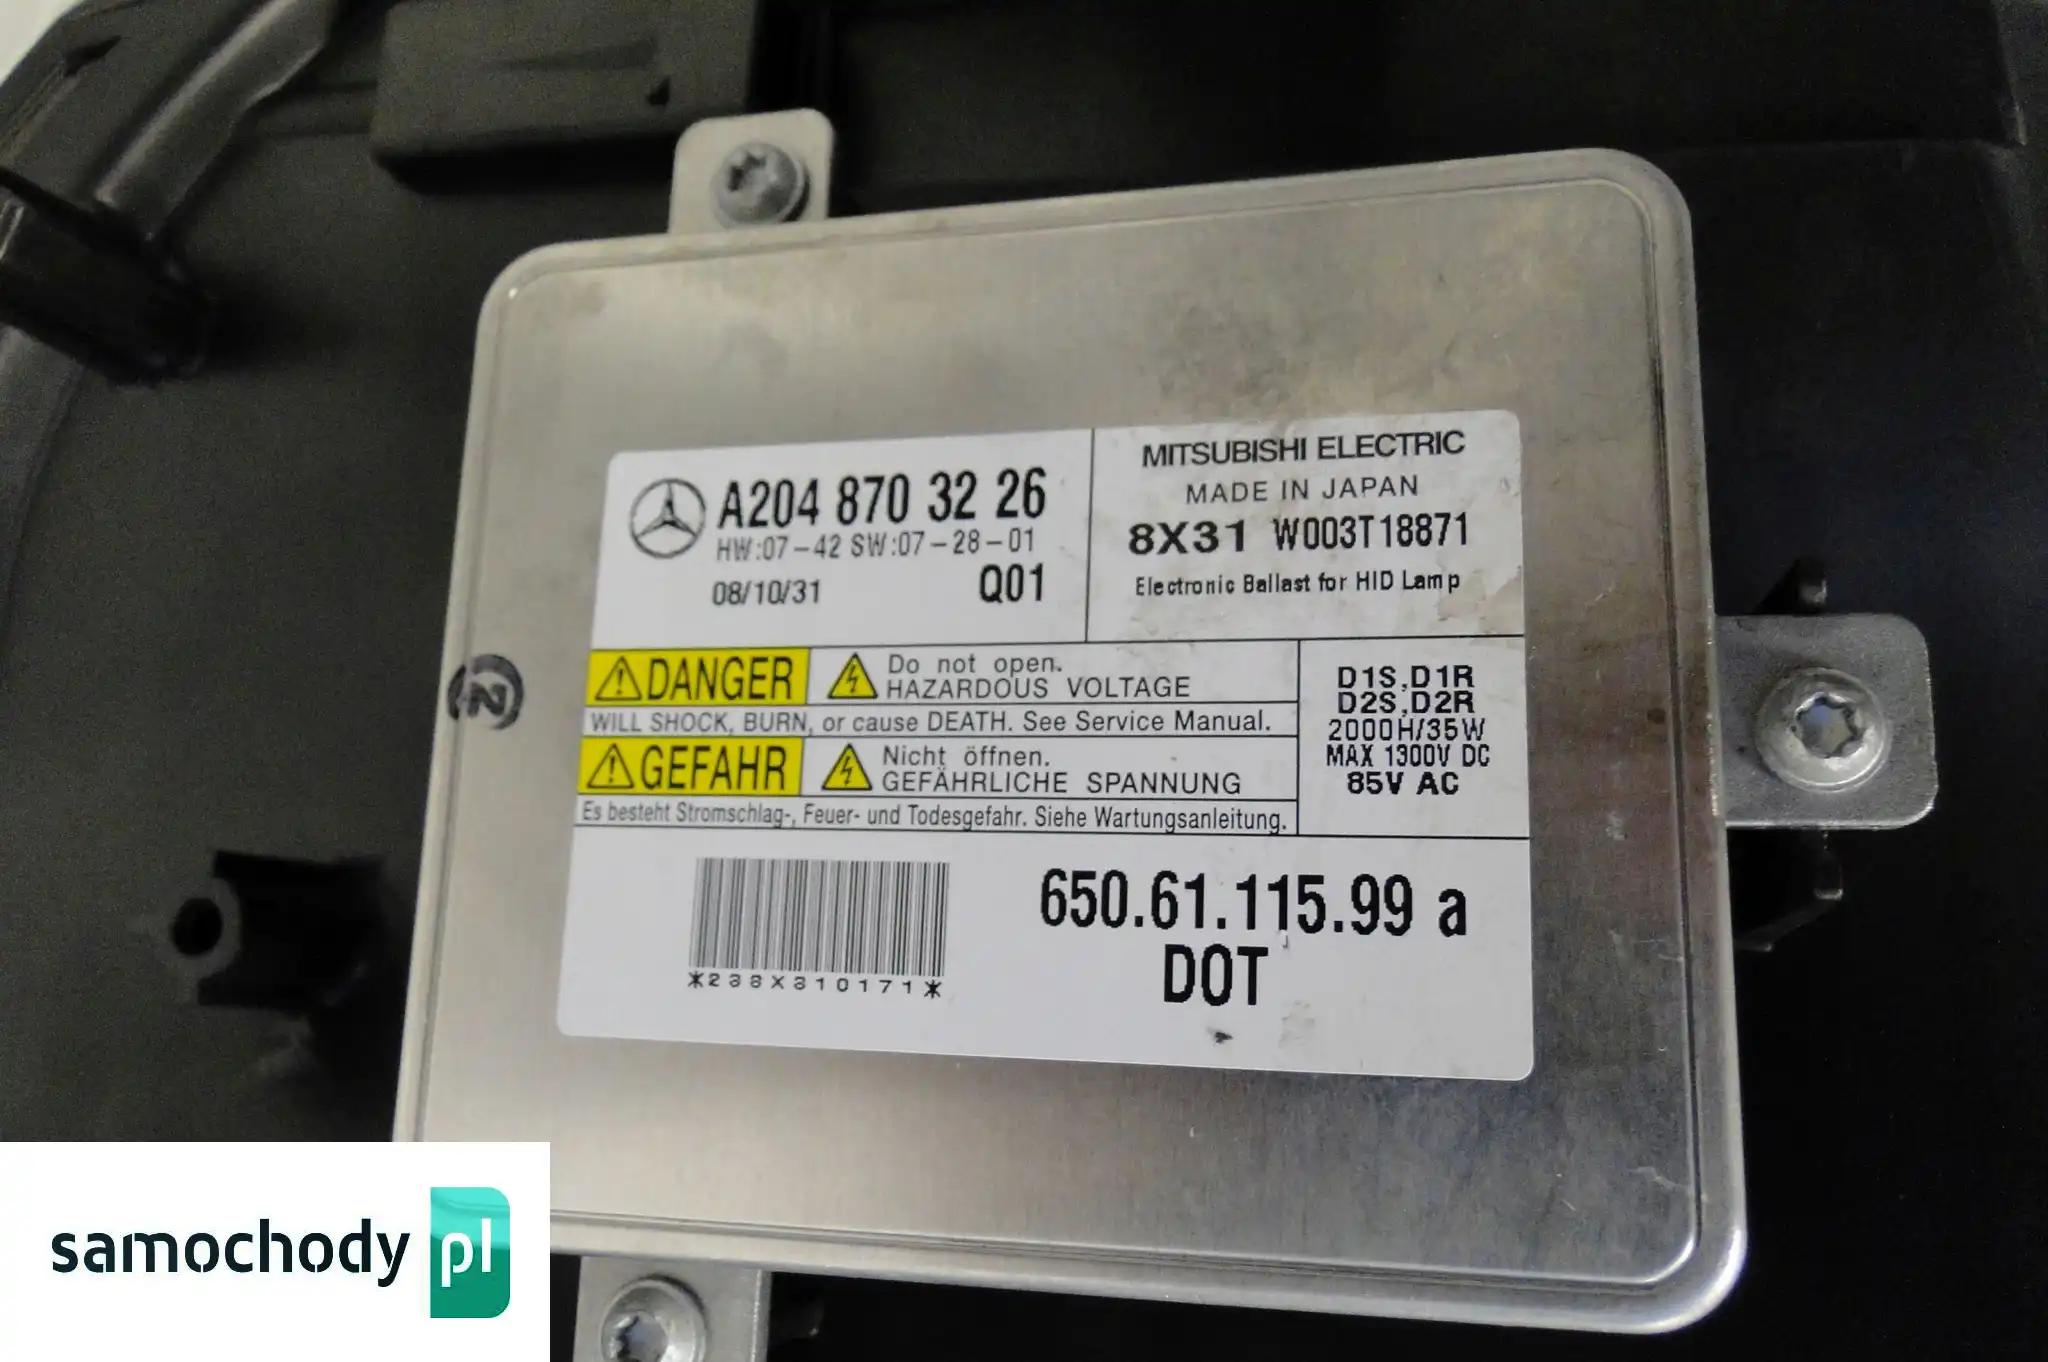 A204 870 3226
HW:07-42 SW:07-28-01
08/10/31 Q01
MITSUBISHI ELECTRIC
MADE IN JAPAN
8X31 W003T18871
Electronic Ballast for HID Lamp
DANGER
Do not open.
HAZARDOUS VOLTAGE
WILL SHOCK, BURN, or cause DEATH. See Service Manual.
GEFAHR
Nicht öffnen.
GEFÄHRLICHE SPANNUNG
Es besteht Stromschlag-, Feuer- und Todesgefahr. Siehe Wartungsanleitung.
D1S,D1R
D2S,D2R
2000H/35W
MAX 1300V DC
85V AC
*238X310171*
650.61.115.99 a
DOT
samochody pl